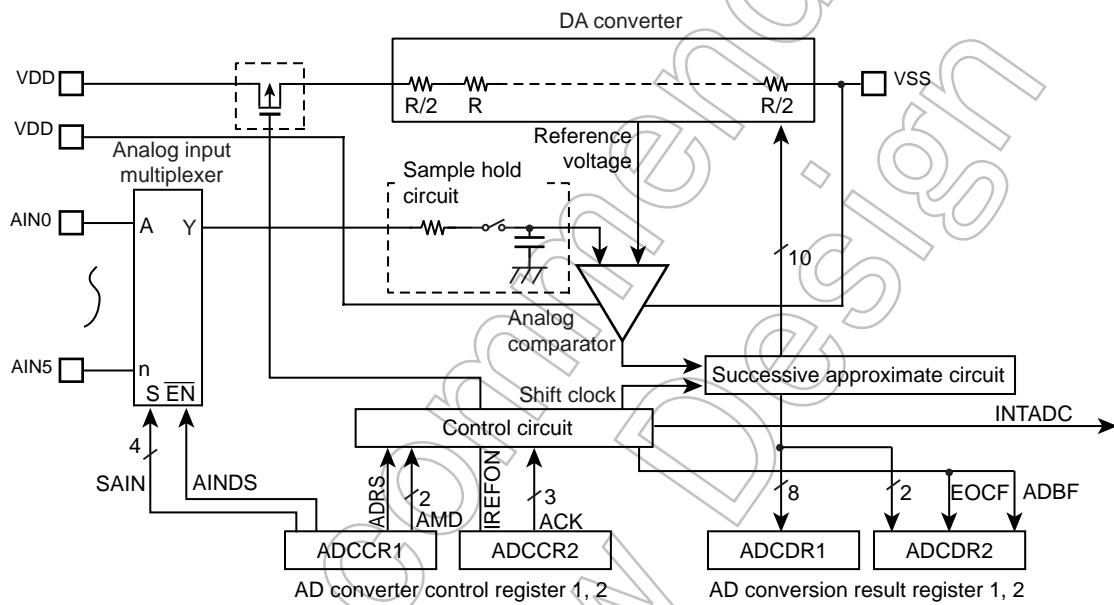 DA converter
VDD
R/2
R
R/2
VSS
VDD
Analog input
multiplexer
Reference
voltage
Sample hold
circuit
AIN0
A
Y
10
Analog
comparator
AIN5
n
S EN
Successive approximate circuit
Shift clock
INTADC
Control circuit
4
SAIN
AINDS
ADRS
2
AMD
IREFON
3
ACK
8
2
EOCF
ADBF
ADCCR1
ADCCR2
ADCDR1
ADCDR2
AD converter control register 1, 2
AD conversion result register 1, 2
commend
w Design